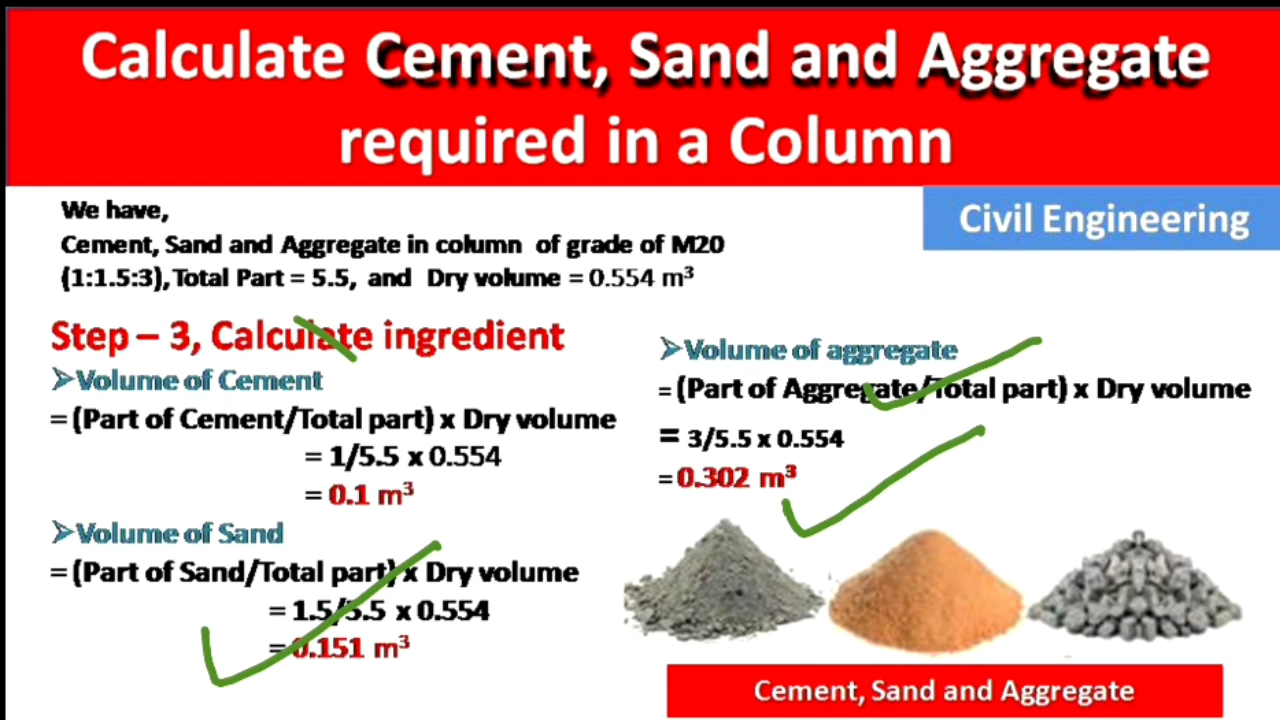 Calculate Cement, Sand and Aggregate
required in a Column
Civil Engineering
We have,
Cement, Sand and Aggregate in column of grade of M20
(1:1.5:3), Total Part = 5.5, and Dry volume = 0.554 m³
Step – 3, Calculate ingredient
➢Volume of Cement
= (Part of Cement/Total part) x Dry volume
= 1/5.5 x 0.554
= 0.1 m³
➢Volume of Sand
= (Part of Sand/Total part) x Dry volume
= 1.5/5.5 x 0.554
= 0.151 m³
➢Volume of aggregate
= (Part of Aggregate/Total part) x Dry volume
= 3/5.5 x 0.554
= 0.302 m³
Cement, Sand and Aggregate